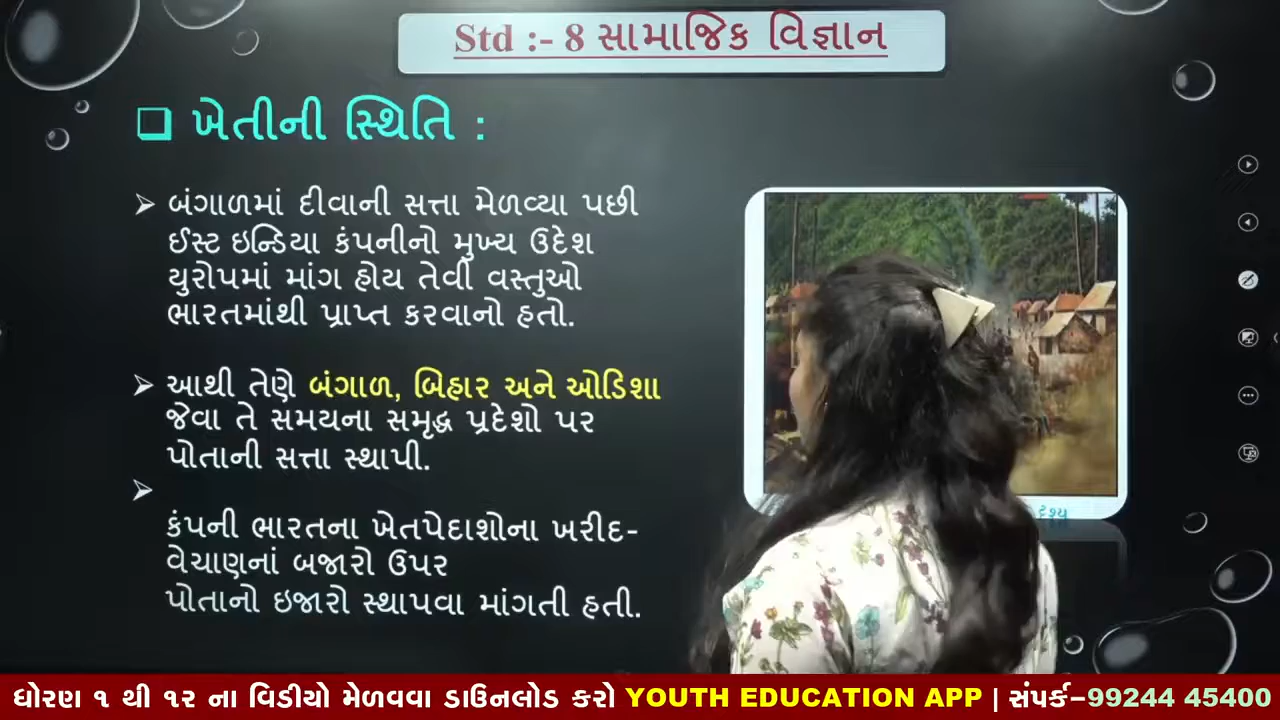 Std :- 8 સામાજિક વિજ્ઞાન
ખેતીની સ્થિતિ :
બંગાળમાં દીવાની સત્તા મેળવ્યા પછી
ઈસ્ટ ઇન્ડિયા કંપનીનો મુખ્ય ઉદેશ
યુરોપમાં માંગ હોય તેવી વસ્તુઓ
ભારતમાંથી પ્રાપ્ત કરવાનો હતો.
આથી તેણે બંગાળ, બિહાર અને ઓડિશા
જેવા તે સમયના સમૃદ્ધ પ્રદેશો પર
પોતાની સત્તા સ્થાપી.
કંપની ભારતના ખેતપેદાશોના ખરીદ-
વેચાણનાં બજારો ઉપર
પોતાનો ઇજારો સ્થાપવા માંગતી હતી.
દૃશ્ય
ધોરણ ૧ થી ૧૨ ના વિડીયો મેળવવા ડાઉનલોડ કરો YOUTH EDUCATION APP | સંપર્ક-99244 45400